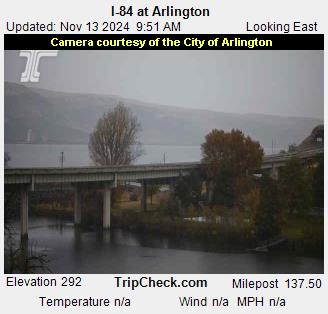 I-84 at Arlington
Updated: Nov 13 2024 9:51 AM Looking East
Camera courtesy of the City of Arlington
Elevation 292 TripCheck.com Milepost 137.50
Temperature n/a Wind n/a MPH n/a